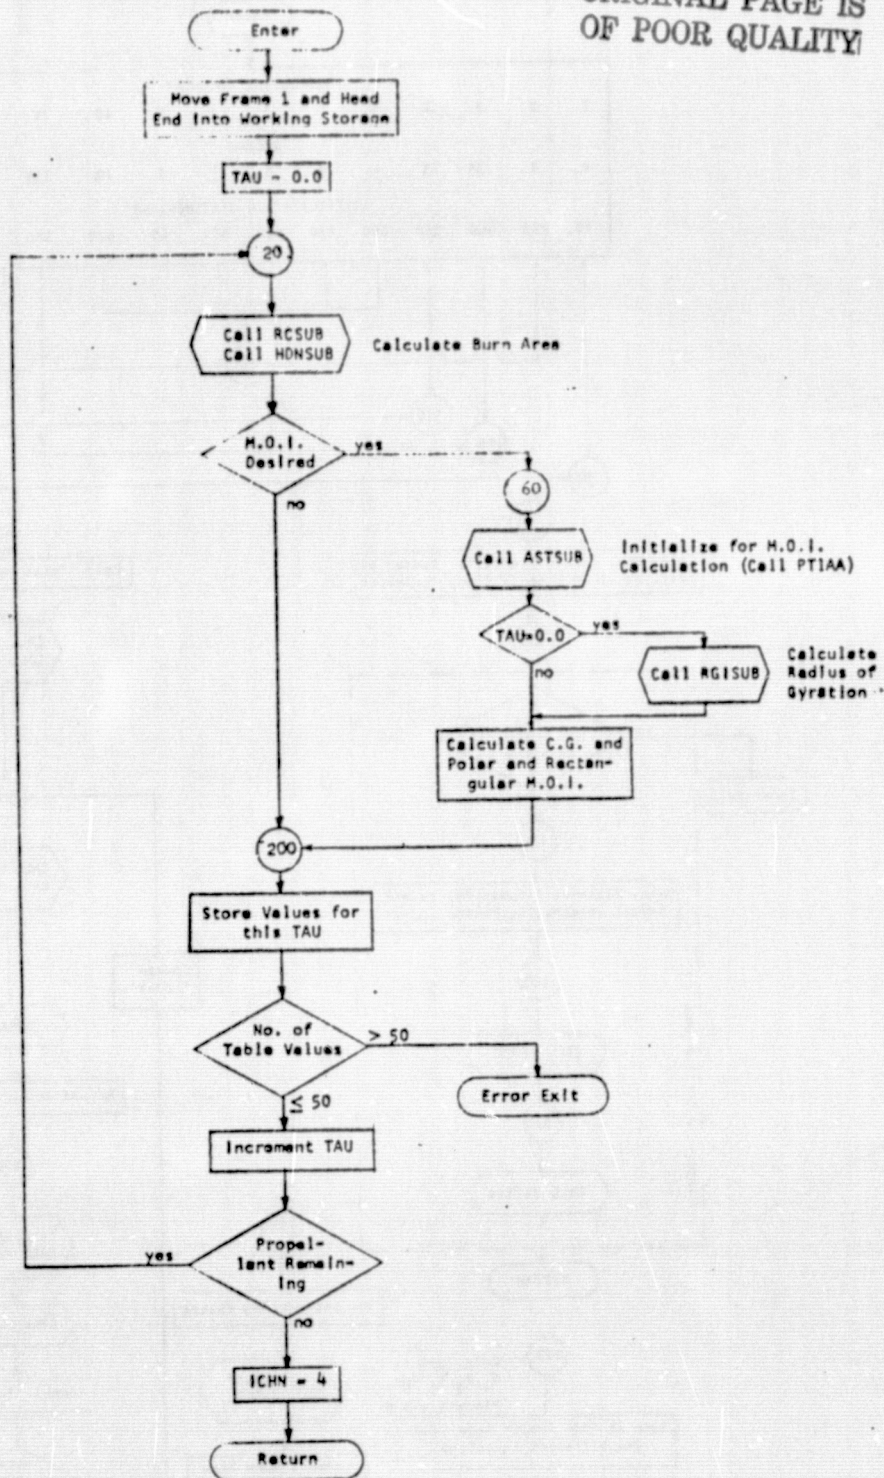 ORIGINAL PAGE IS
OF POOR QUALITY
Enter
Move Frame 1 and Head
End Into Working Storage
TAU = 0.0
20
Call RCSUB
Call HDNSUB
Calculate Burn Area
M.O.I.
Desired
yes
no
60
Call ASTSUB
Initialize for M.O.I.
Calculation (Call PTIAA)
TAU=0.0
yes
no
Call RGISUB
Calculate
Radius of
Gyration
Calculate C.G. and
Polar and Rectan-
gular M.O.I.
200
Store Values for
this TAU
No. of
Table Values
> 50
≤ 50
Error Exit
Increment TAU
Propel-
lant Remain-
ing
yes
no
ICHN = 4
Return